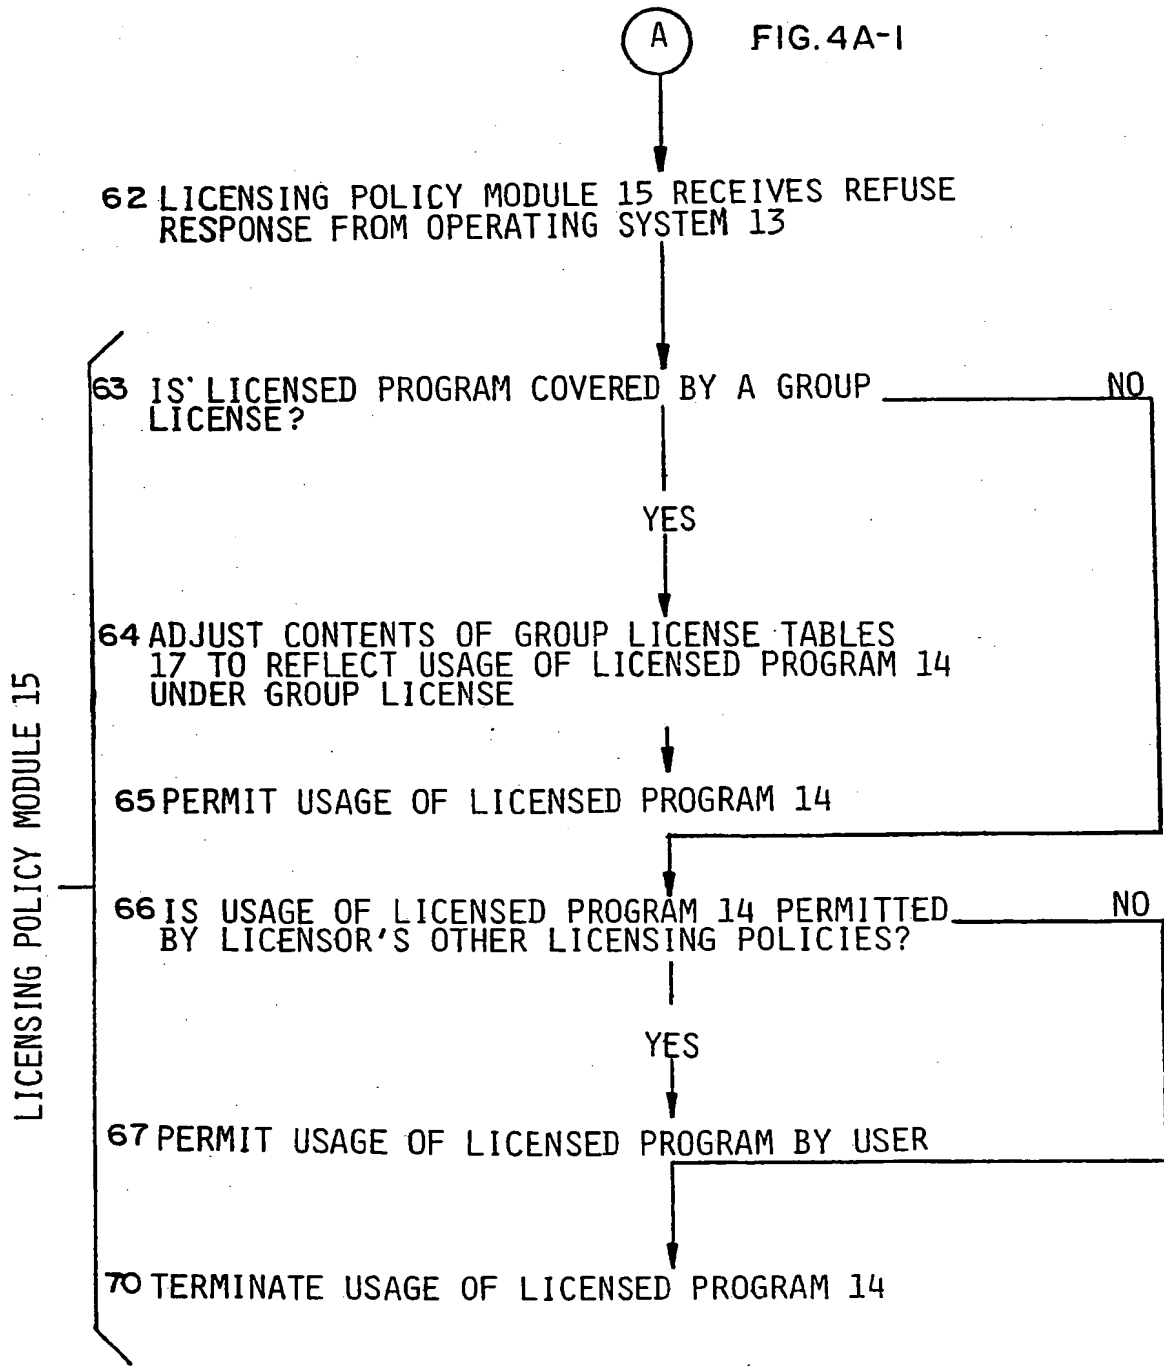 A
FIG.4A-1
62 LICENSING POLICY MODULE 15 RECEIVES REFUSE
RESPONSE FROM OPERATING SYSTEM 13
63 IS LICENSED PROGRAM COVERED BY A GROUP
LICENSE?
NO
YES
64 ADJUST CONTENTS OF GROUP LICENSE TABLES
17 TO REFLECT USAGE OF LICENSED PROGRAM 14
UNDER GROUP LICENSE
65 PERMIT USAGE OF LICENSED PROGRAM 14
66 IS USAGE OF LICENSED PROGRAM 14 PERMITTED
BY LICENSOR'S OTHER LICENSING POLICIES?
NO
YES
67 PERMIT USAGE OF LICENSED PROGRAM BY USER
70 TERMINATE USAGE OF LICENSED PROGRAM 14
LICENSING POLICY MODULE 15